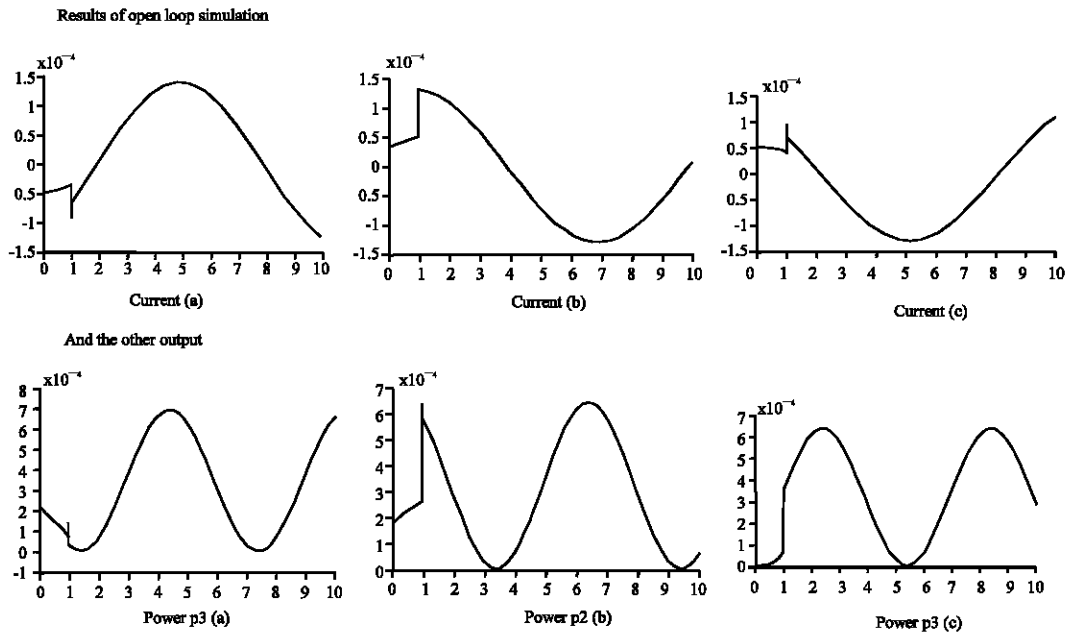 Results of open loop simulation
x10⁻⁴
1.5
1
0.5
0
0.5
-1
-1.5
0 1 2 3 4 5 6 7 8 9 10
Current (a)
x10⁻⁴
1.5
1
0.5
0
0.5
-1
-1.5
0 1 2 3 4 5 6 7 8 9 10
Current (b)
x10⁻⁴
1.5
1
0.5
0
0.5
-1
-1.5
0 1 2 3 4 5 6 7 8 9 10
Current (c)
And the other output
x10⁻⁴
8
7
6
5
4
3
2
1
0
-1
0 1 2 3 4 5 6 7 8 9 10
Power p3 (a)
x10⁻⁴
7
6
5
4
3
2
1
0
0 1 2 3 4 5 6 7 8 9 10
Power p2 (b)
x10⁻⁴
7
6
5
4
3
2
1
0
0 1 2 3 4 5 6 7 8 9 10
Power p3 (c)